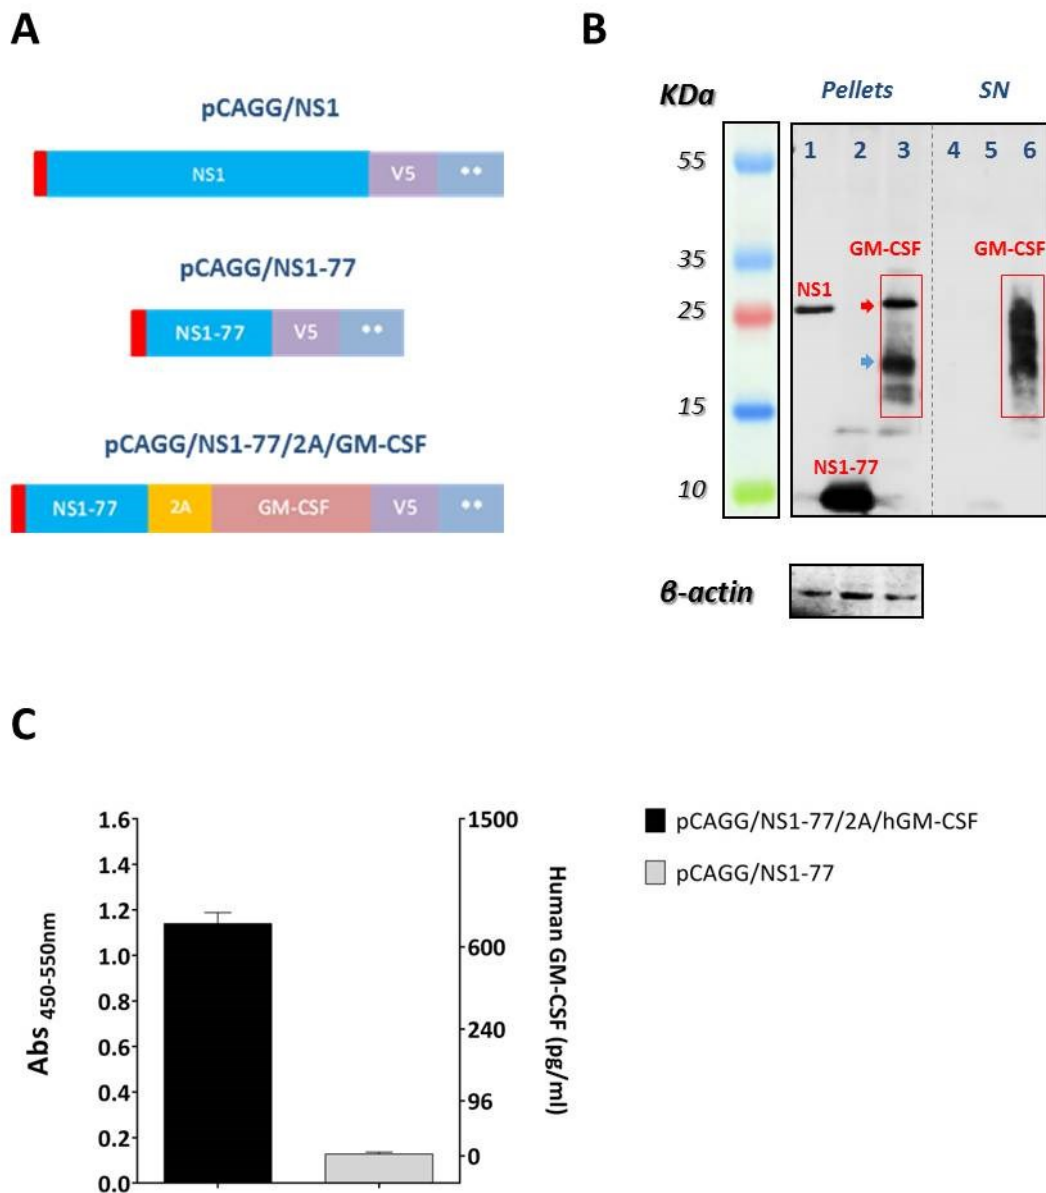 A
pCAGG/NS1
NS1 V5 **
pCAGG/NS1-77
NS1-77 V5 **
pCAGG/NS1-77/2A/GM-CSF
NS1-77 2A GM-CSF V5 **
B
KDa Pellets SN
1 2 3 4 5 6
55
35
25
15
10
GM-CSF GM-CSF
NS1
NS1-77
β-actin
C
Abs 450-550nm
1.6
1.4
1.2
1.0
0.8
0.6
0.4
0.2
0.0
1500
600
240
96
0
Human GM-CSF (pg/ml)
pCAGG/NS1-77/2A/hGM-CSF
pCAGG/NS1-77